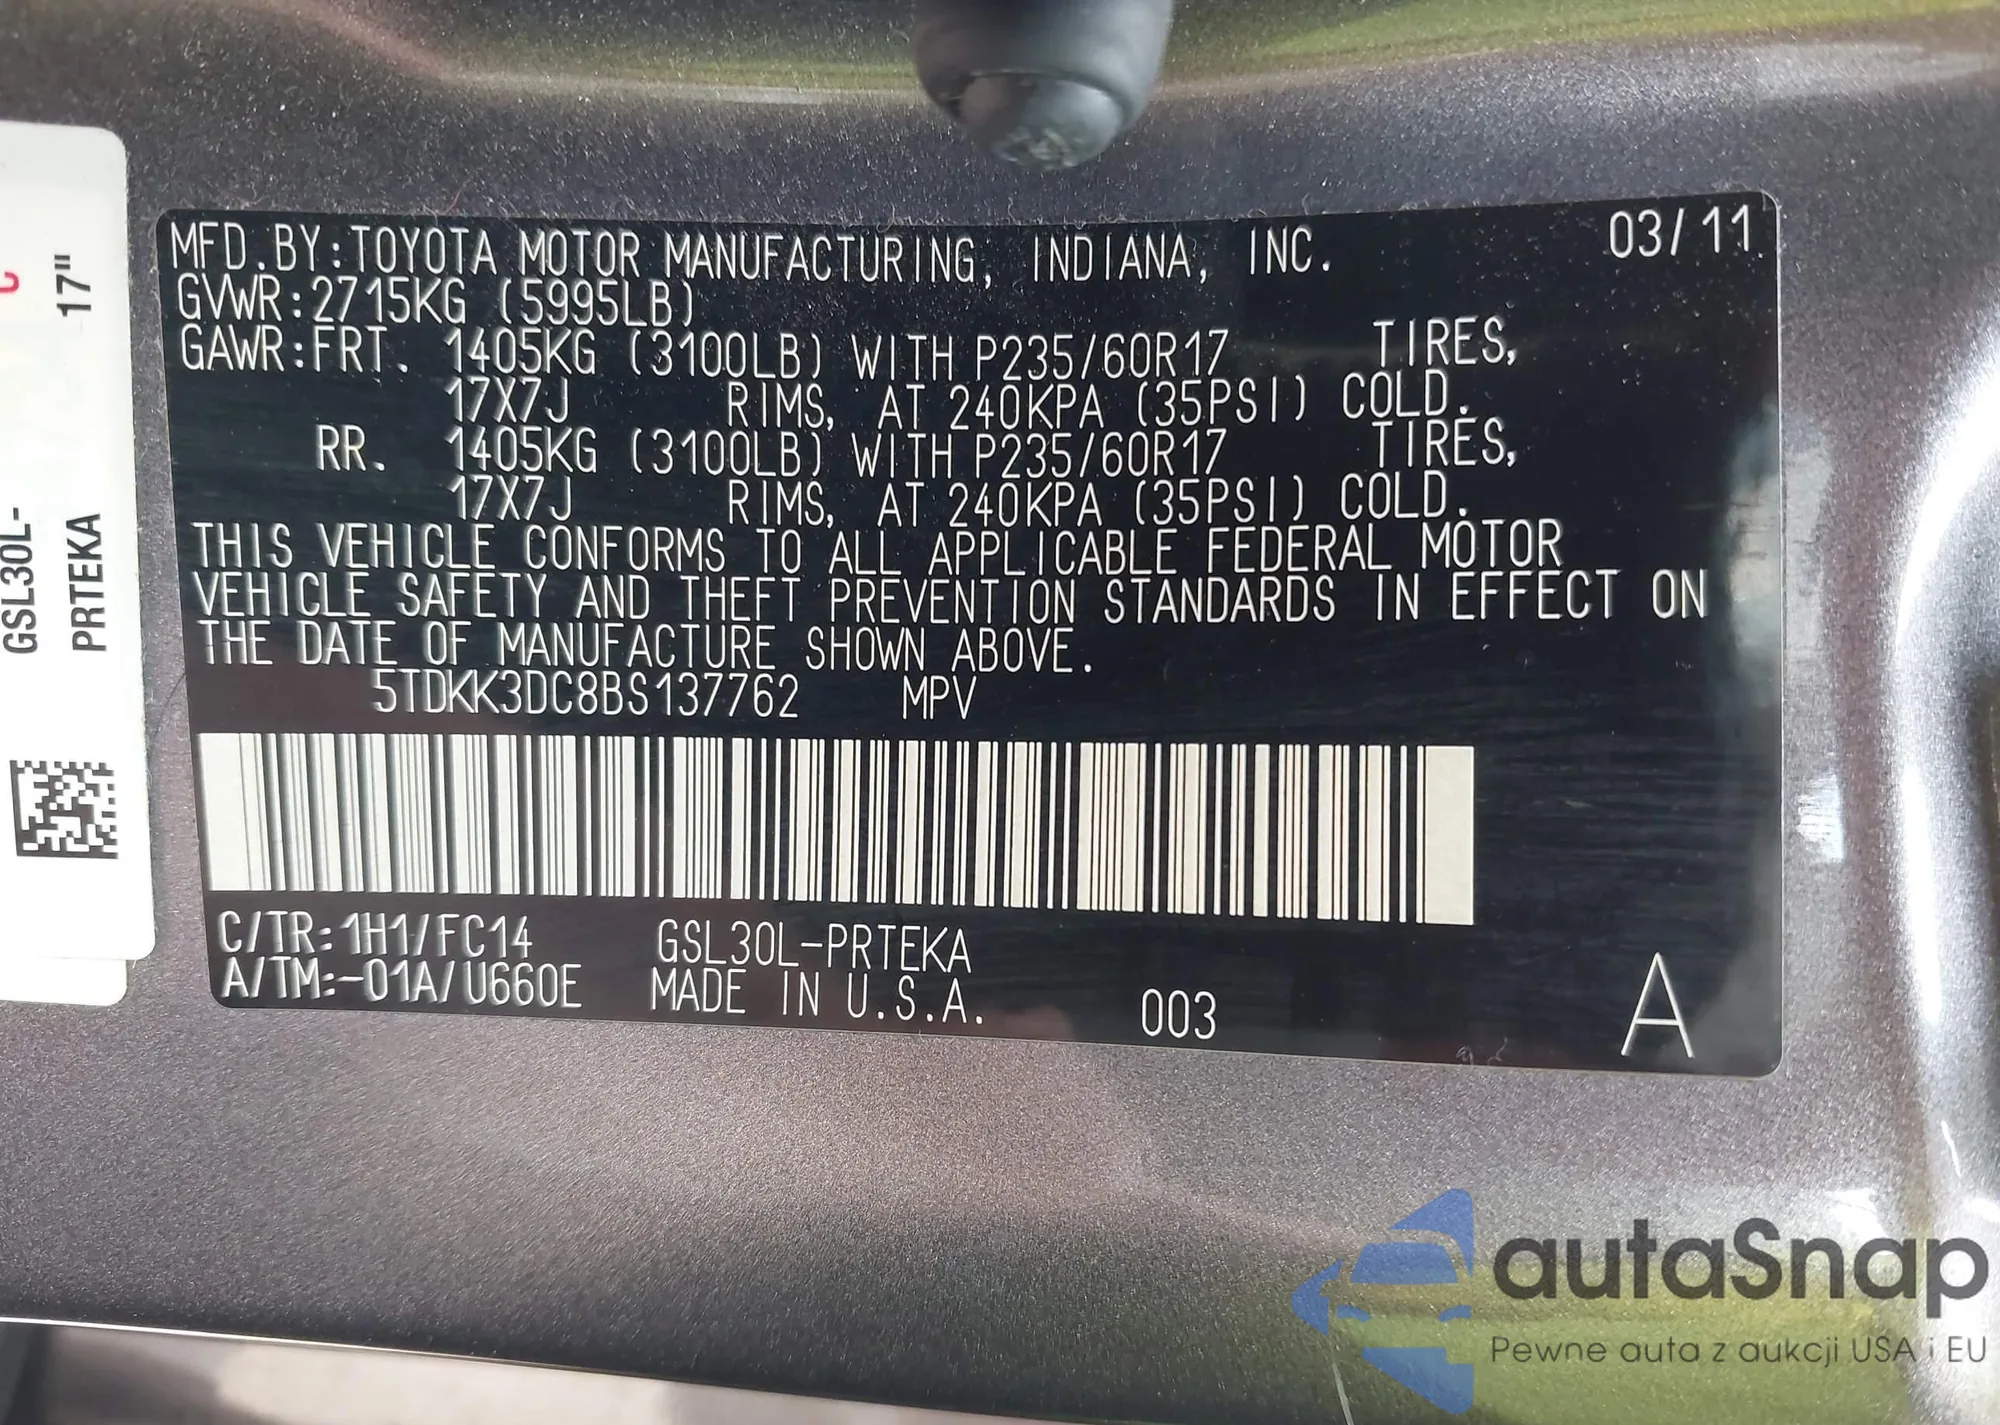 MFD.BY:TOYOTA MOTOR MANUFACTURING, INDIANA, INC. 03/11
GVWR:2715KG (5995LB)
GAWR:FRT. 1405KG (3100LB) WITH P235/60R17 TIRES,
17X7J RIMS, AT 240KPA (35PSI) COLD.
RR. 1405KG (3100LB) WITH P235/60R17 TIRES,
17X7J RIMS, AT 240KPA (35PSI) COLD.
THIS VEHICLE CONFORMS TO ALL APPLICABLE FEDERAL MOTOR
VEHICLE SAFETY AND THEFT PREVENTION STANDARDS IN EFFECT ON
THE DATE OF MANUFACTURE SHOWN ABOVE.
5TDKK3DC8BS137762 MPV
C/TR:1H1/FC14 GSL30L-PRTEKA
A/TM:-01A/U660E MADE IN U.S.A. 003 A
GSL30L-
PRTEKA 17"
autaSnap
Pewne auta z aukcji USA i EU